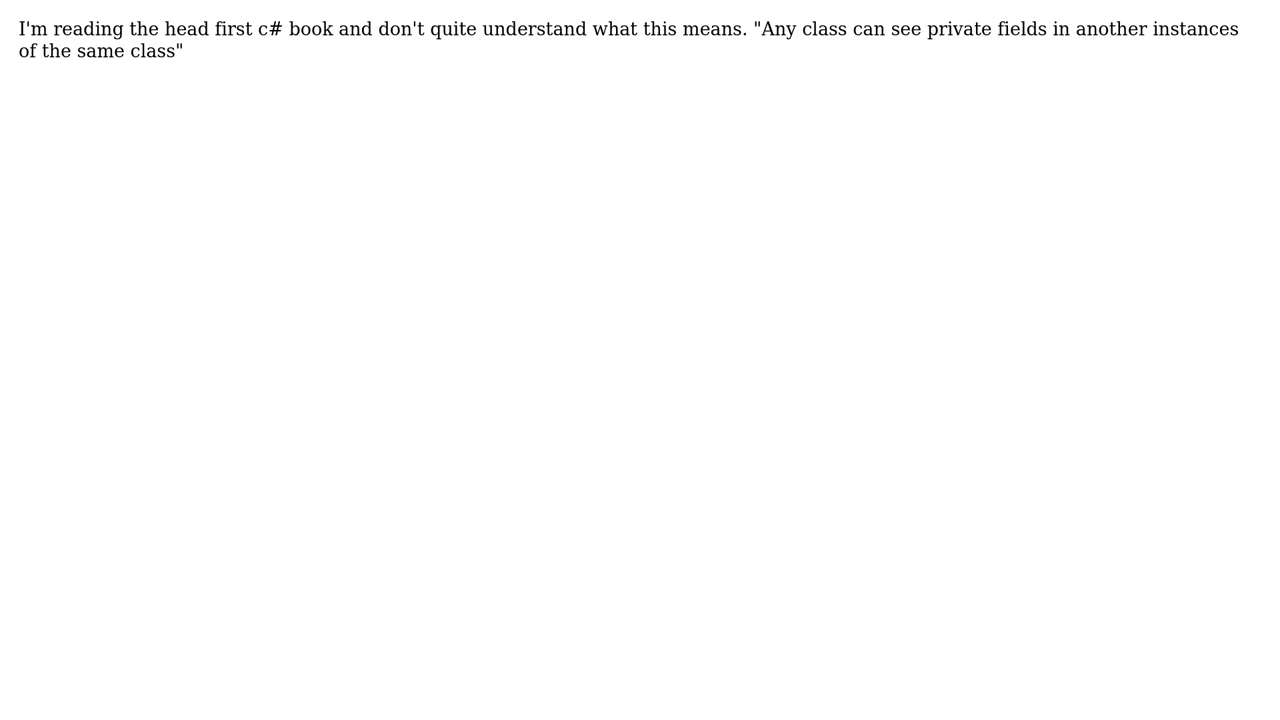 I'm reading the head first c# book and don't quite understand what this means. "Any class can see private fields in another instances
of the same class"